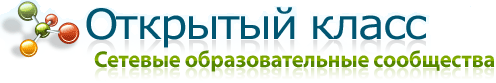 Открытый класс
Сетевые образовательные сообщества